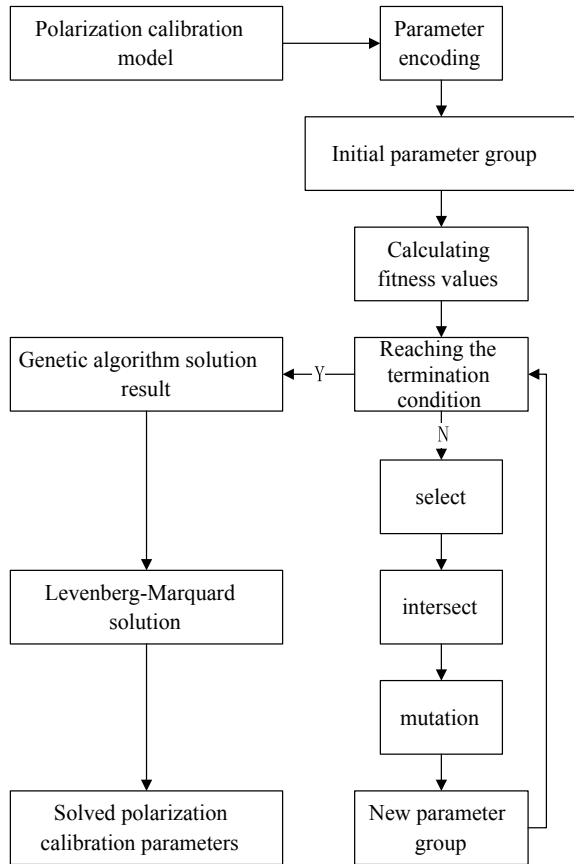 Polarization calibration
model
Parameter
encoding
Initial parameter group
Calculating
fitness values
Reaching the
termination
condition
Y
Genetic algorithm solution
result
N
select
intersect
mutation
New parameter
group
Levenberg-Marquard
solution
Solved polarization
calibration parameters